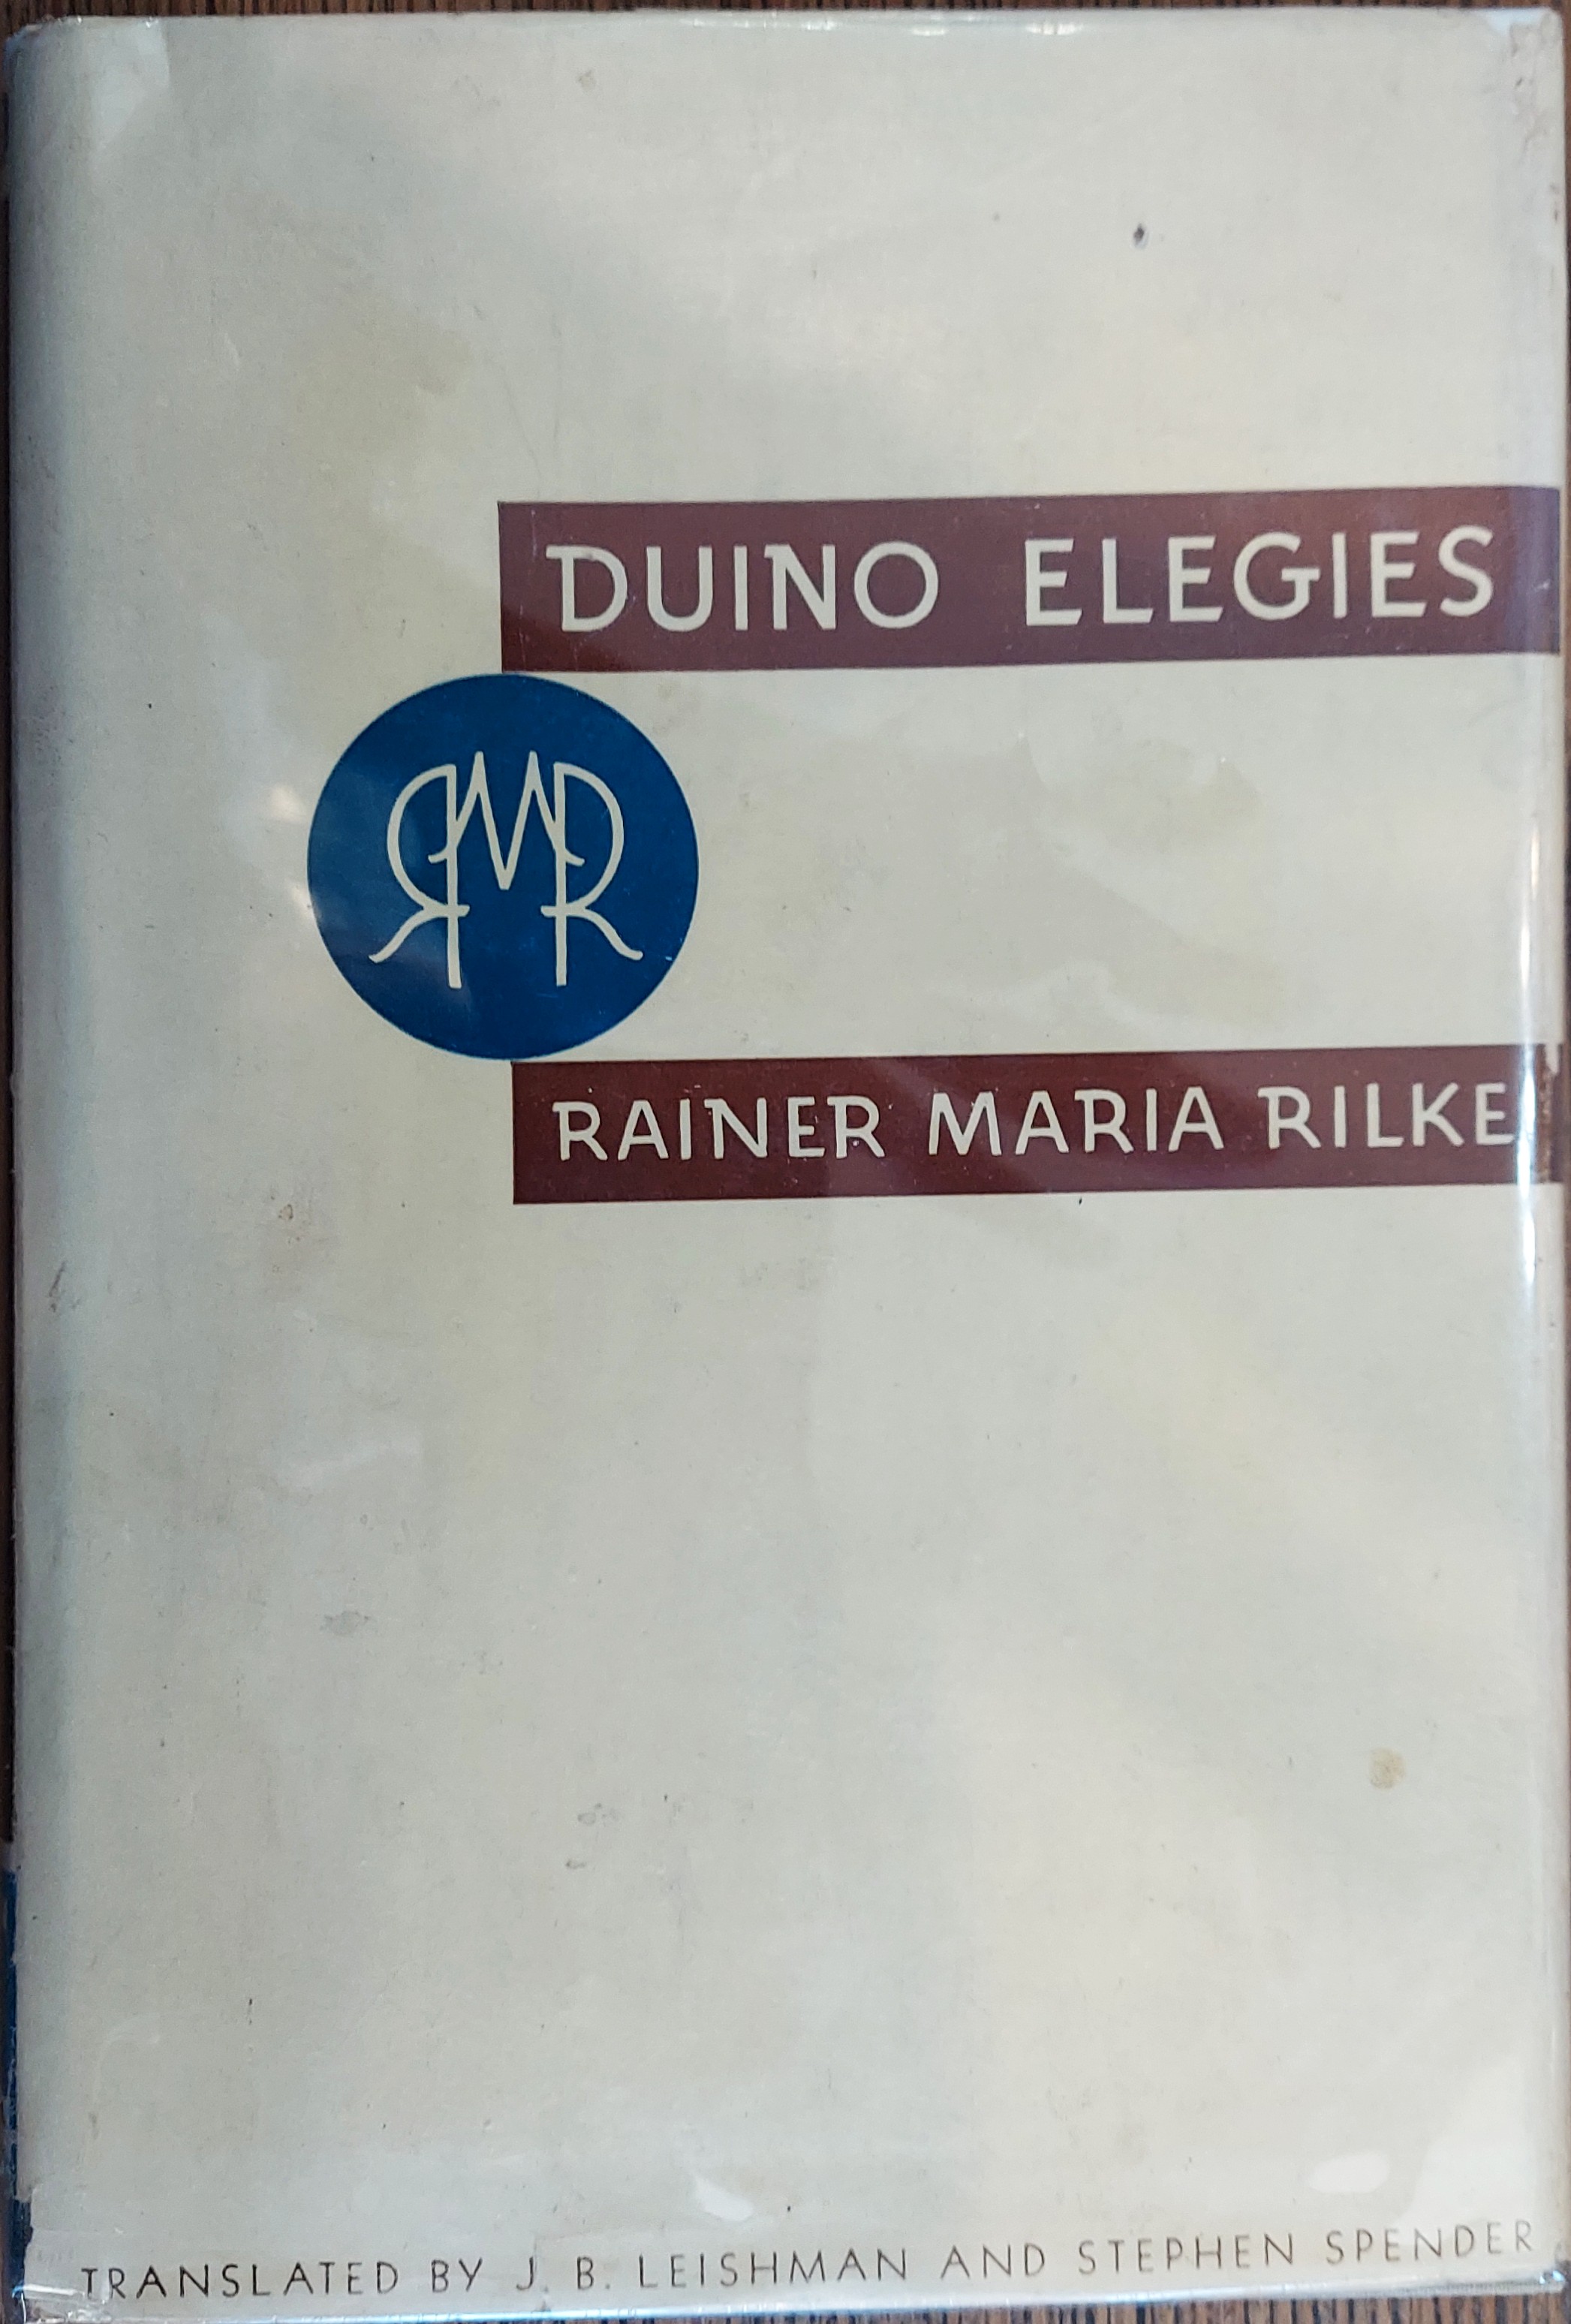 DUINO ELEGIES
RMR
RAINER MARIA RILKE
TRANSLATED BY J. B. LEISHMAN AND STEPHEN SPENDER